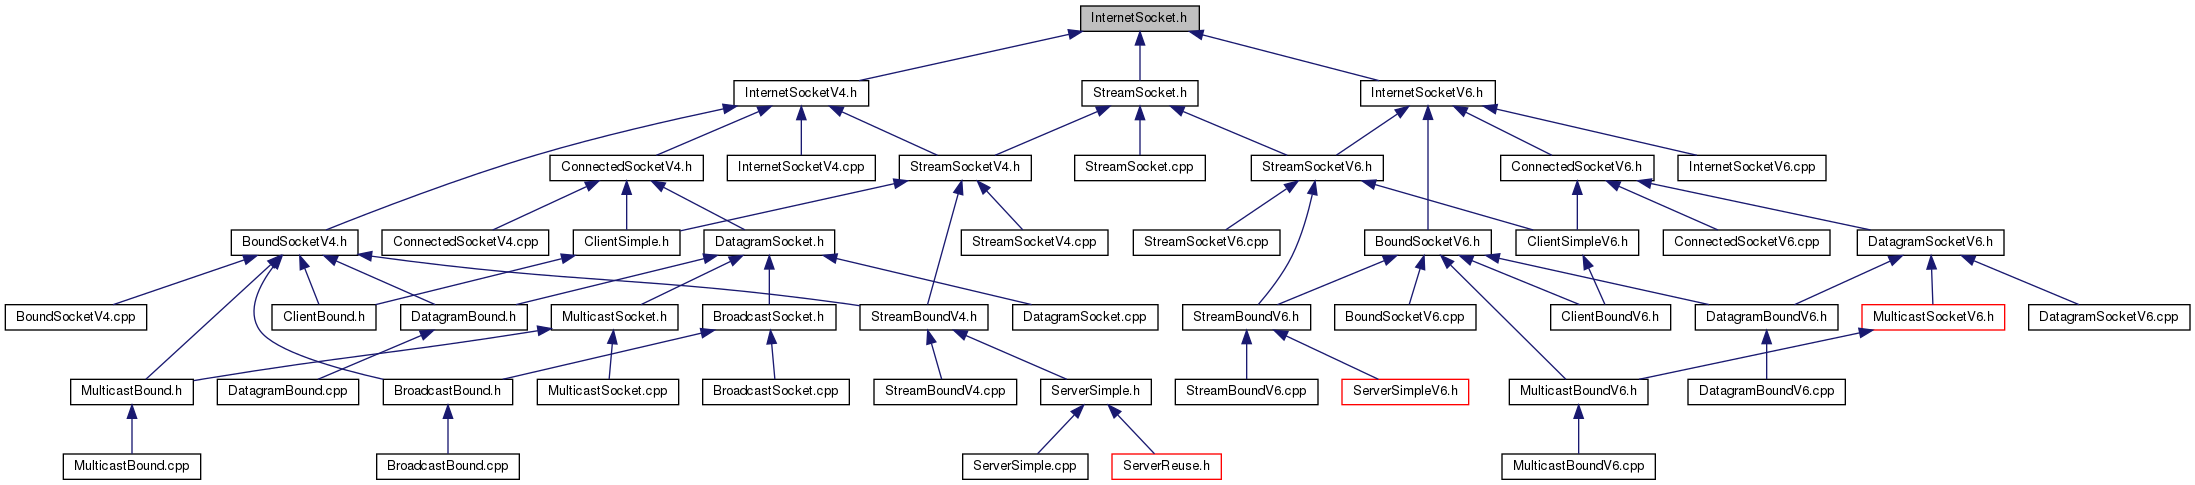 InternetSocket.h
InternetSocketV4.h
StreamSocket.h
InternetSocketV6.h
ConnectedSocketV4.h
InternetSocketV4.cpp
StreamSocketV4.h
StreamSocket.cpp
StreamSocketV6.h
ConnectedSocketV6.h
InternetSocketV6.cpp
BoundSocketV4.h
ConnectedSocketV4.cpp
ClientSimple.h
DatagramSocket.h
StreamSocketV4.cpp
StreamSocketV6.cpp
BoundSocketV6.h
ClientSimpleV6.h
ConnectedSocketV6.cpp
DatagramSocketV6.h
BoundSocketV4.cpp
ClientBound.h
DatagramBound.h
MulticastSocket.h
BroadcastSocket.h
StreamBoundV4.h
DatagramSocket.cpp
StreamBoundV6.h
BoundSocketV6.cpp
ClientBoundV6.h
DatagramBoundV6.h
MulticastSocketV6.h
DatagramSocketV6.cpp
MulticastBound.h
DatagramBound.cpp
BroadcastBound.h
MulticastSocket.cpp
BroadcastSocket.cpp
StreamBoundV4.cpp
ServerSimple.h
StreamBoundV6.cpp
ServerSimpleV6.h
MulticastBoundV6.h
DatagramBoundV6.cpp
MulticastBound.cpp
BroadcastBound.cpp
ServerSimple.cpp
ServerReuse.h
MulticastBoundV6.cpp